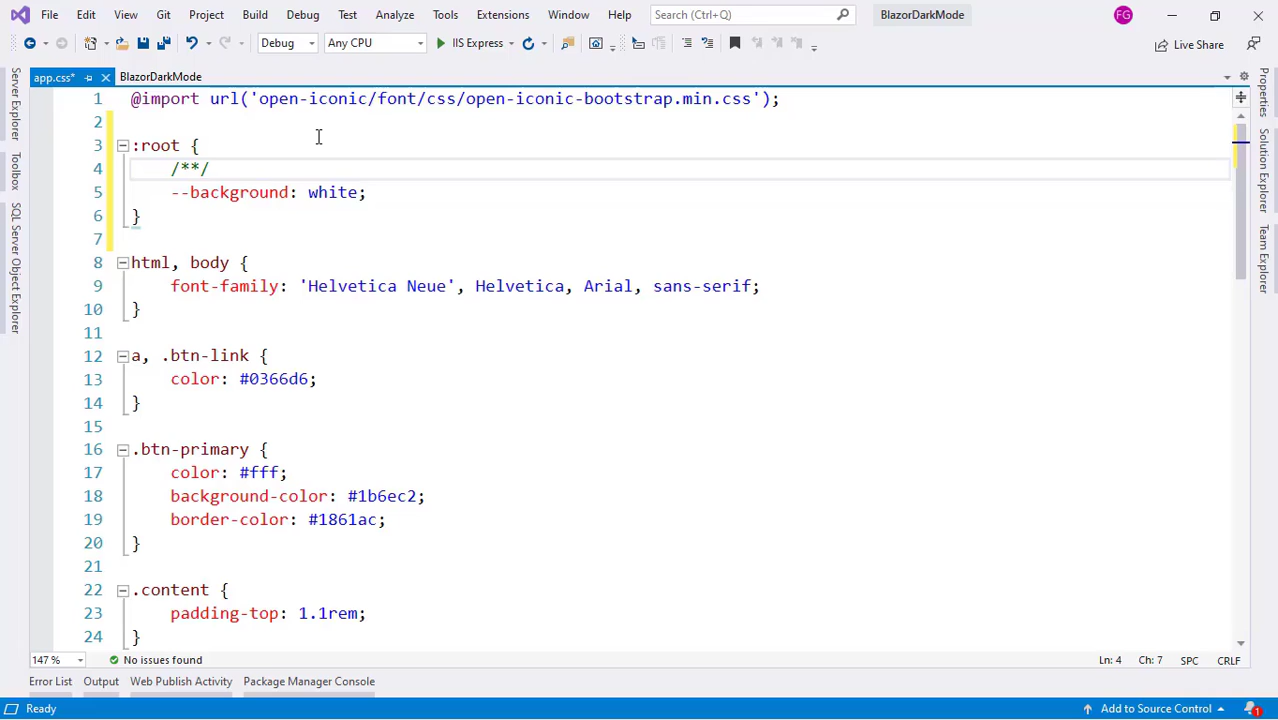 File Edit View Git Project Build Debug Test Analyze Tools Extensions Window Help Search (Ctrl+Q) BlazorDarkMode FG
Debug Any CPU IIS Express Live Share
app.css* BlazorDarkMode
Server Explorer
Toolbox
SQL Server Object Explorer
1 @import url('open-iconic/font/css/open-iconic-bootstrap.min.css');
2
3 :root {
4 /**/
5 --background: white;
6 }
7
8 html, body {
9 font-family: 'Helvetica Neue', Helvetica, Arial, sans-serif;
10 }
11
12 a, .btn-link {
13 color: #0366d6;
14 }
15
16 .btn-primary {
17 color: #fff;
18 background-color: #1b6ec2;
19 border-color: #1861ac;
20 }
21
22 .content {
23 padding-top: 1.1rem;
24 }
Properties
Solution Explorer
Team Explorer
147 % No issues found Ln: 4 Ch: 7 SPC CRLF
Error List Output Web Publish Activity Package Manager Console
Ready Add to Source Control 1